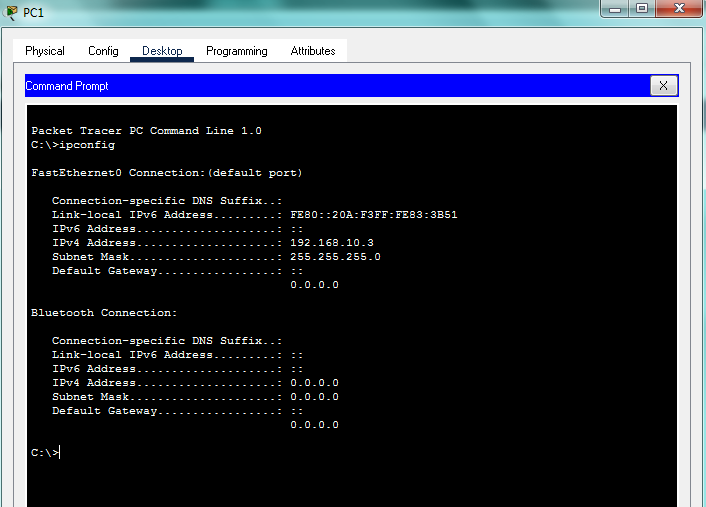 PC1
Physical Config Desktop Programming Attributes
Command Prompt
X
Packet Tracer PC Command Line 1.0
C:\>ipconfig
FastEthernet0 Connection:(default port)
Connection-specific DNS Suffix..:
Link-local IPv6 Address.........: FE80::20A:F3FF:FE83:3B51
IPv6 Address....................: ::
IPv4 Address....................: 192.168.10.3
Subnet Mask.....................: 255.255.255.0
Default Gateway.................: ::
0.0.0.0
Bluetooth Connection:
Connection-specific DNS Suffix..:
Link-local IPv6 Address.........: ::
IPv6 Address....................: ::
IPv4 Address....................: 0.0.0.0
Subnet Mask.....................: 0.0.0.0
Default Gateway.................: ::
0.0.0.0
C:\>